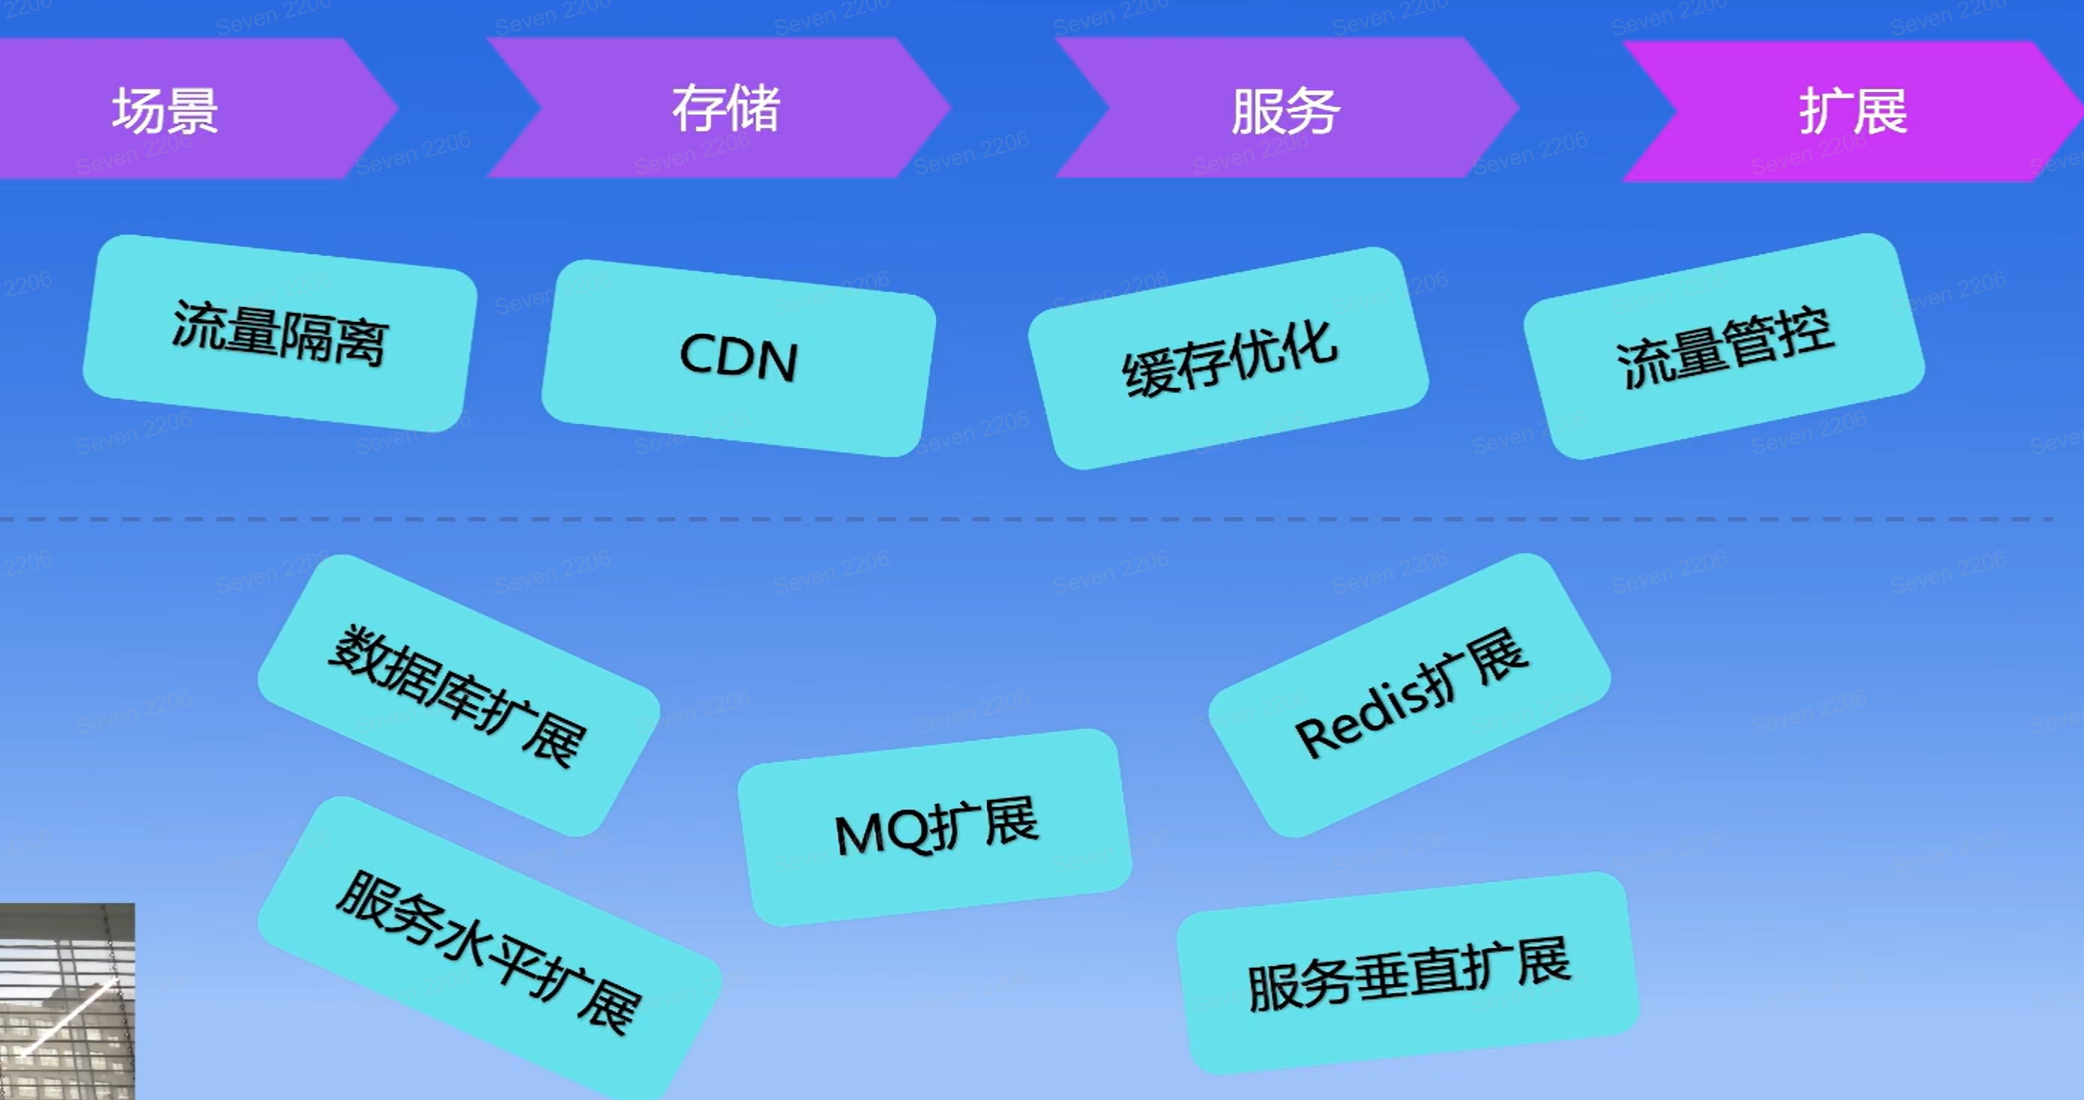 场景
存储
服务
扩展
流量隔离
CDN
缓存优化
流量管控
数据库扩展
Redis扩展
MQ扩展
服务水平扩展
服务垂直扩展
Seven 2206